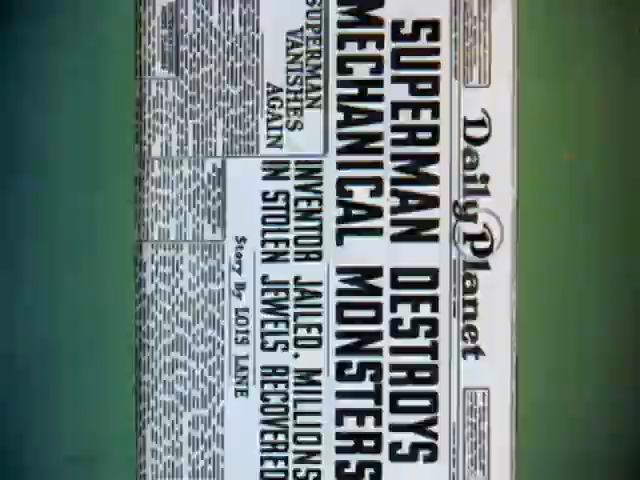 Daily Planet
SUPERMAN DESTROYS
MECHANICAL MONSTERS
SUPERMAN
VANISHES
AGAIN
INVENTOR JAILED, MILLIONS
IN STOLEN JEWELS RECOVERED
Story By LOIS LANE